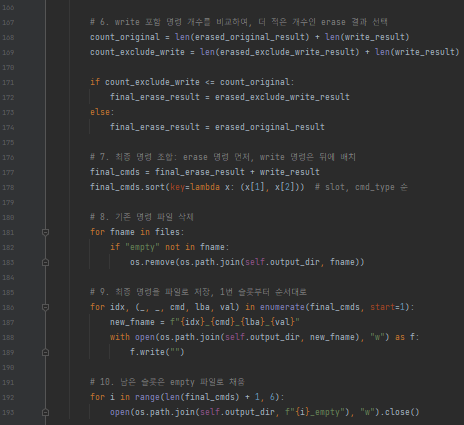 166
167 # 6. write 포함 명령 개수를 비교하여, 더 적은 개수인 erase 결과 선택
168 count_original = len(erased_original_result) + len(write_result)
169 count_exclude_write = len(erased_exclude_write_result) + len(write_result)
170
171 if count_exclude_write <= count_original:
172 final_erase_result = erased_exclude_write_result
173 else:
174 final_erase_result = erased_original_result
175
176 # 7. 최종 명령 조합: erase 명령 먼저, write 명령은 뒤에 배치
177 final_cmds = final_erase_result + write_result
178 final_cmds.sort(key=lambda x: (x[1], x[2])) # slot, cmd_type 순
179
180 # 8. 기존 명령 파일 삭제
181 for fname in files:
182 if "empty" not in fname:
183 os.remove(os.path.join(self.output_dir, fname))
184
185 # 9. 최종 명령을 파일로 저장, 1번 슬롯부터 순서대로
186 for idx, (_, _, cmd, lba, val) in enumerate(final_cmds, start=1):
187 new_fname = f"{idx}_{cmd}_{lba}_{val}"
188 with open(os.path.join(self.output_dir, new_fname), "w") as f:
189 f.write("")
190
191 # 10. 남은 슬롯은 empty 파일로 채움
192 for i in range(len(final_cmds) + 1, 6):
193 open(os.path.join(self.output_dir, f"{i}_empty"), "w").close()